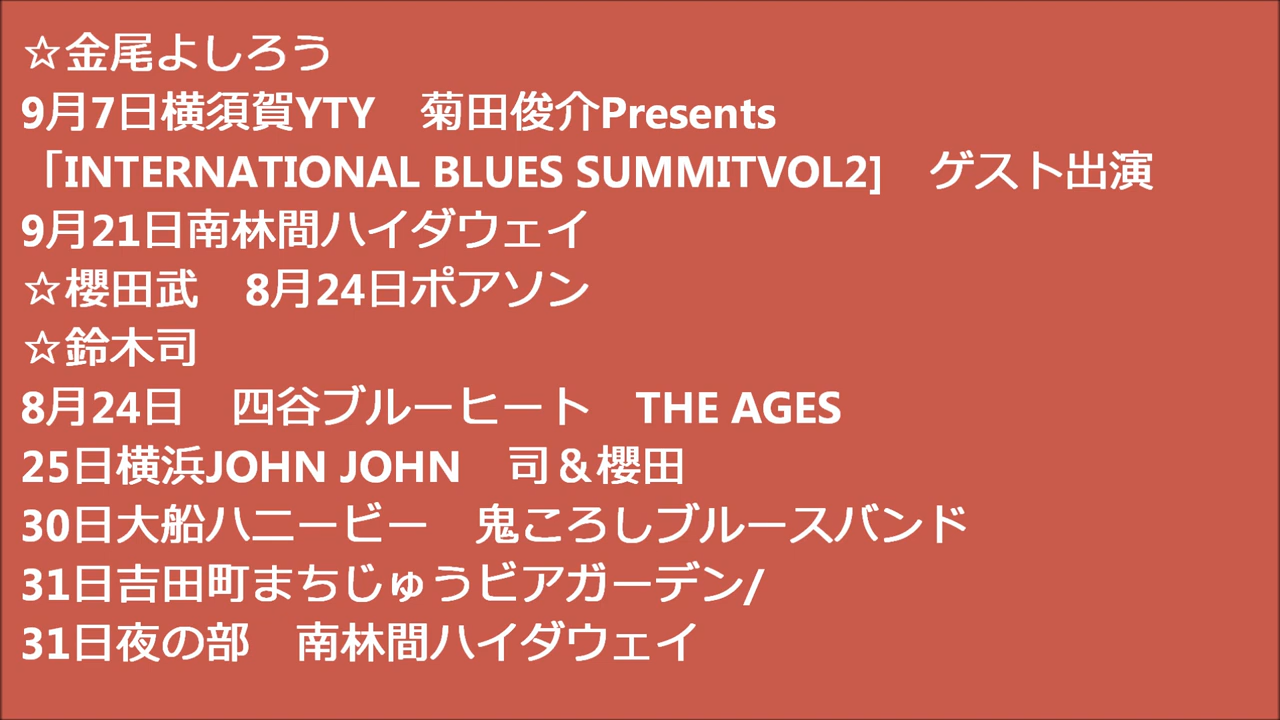 ☆金尾よしろう
9月7日横須賀YTY　菊田俊介Presents
「INTERNATIONAL BLUES SUMMITVOL2]　ゲスト出演
9月21日南林間ハイダウェイ
☆櫻田武　8月24日ポアソン
☆鈴木司
8月24日　四谷ブルーヒート　THE AGES
25日横浜JOHN JOHN　司＆櫻田
30日大船ハニービー　鬼ころしブルースバンド
31日吉田町まちじゅうビアガーデン/
31日夜の部　南林間ハイダウェイ